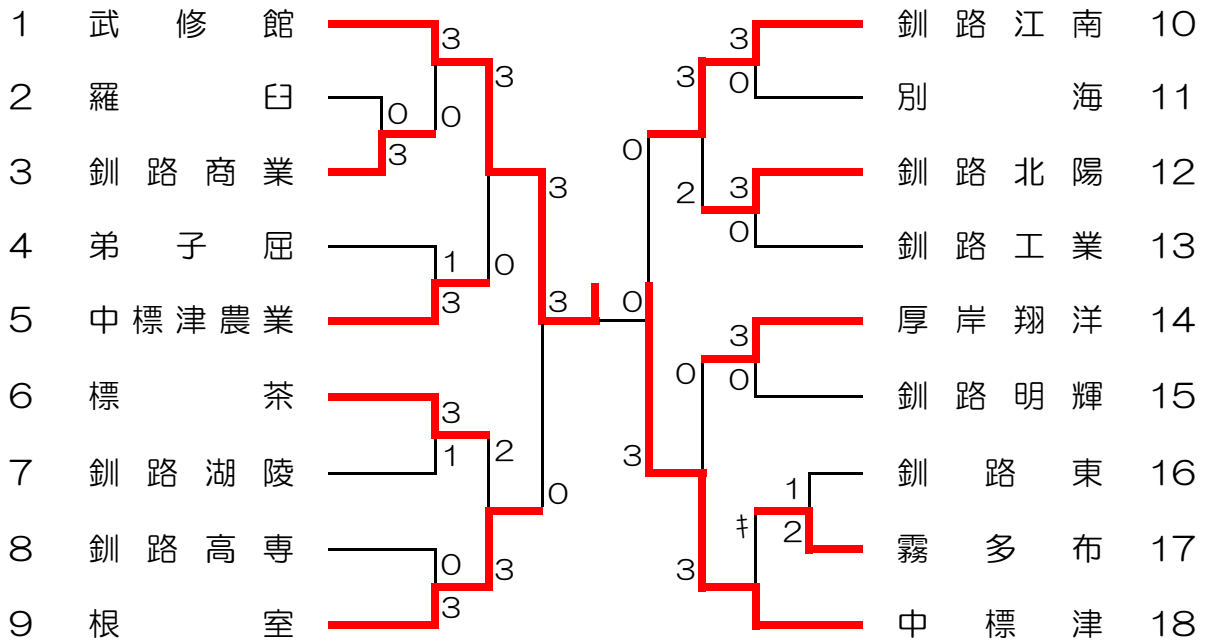 1 武修館 3 3 釧路江南 10
3 3
2 羅臼 0 0 0 別海 11
3 0
3 釧路商業 3 2 3 釧路北陽 12
4 弟子屈 1 0 0 釧路工業 13
5 中標津農業 3 3 0 3 厚岸翔洋 14
6 標茶 3 0 0 釧路明輝 15
7 釧路湖陵 1 2 3 釧路東 16
0 1
8 釧路高専 0 3 3 ｷ 2 霧多布 17
9 根室 3 中標津 18